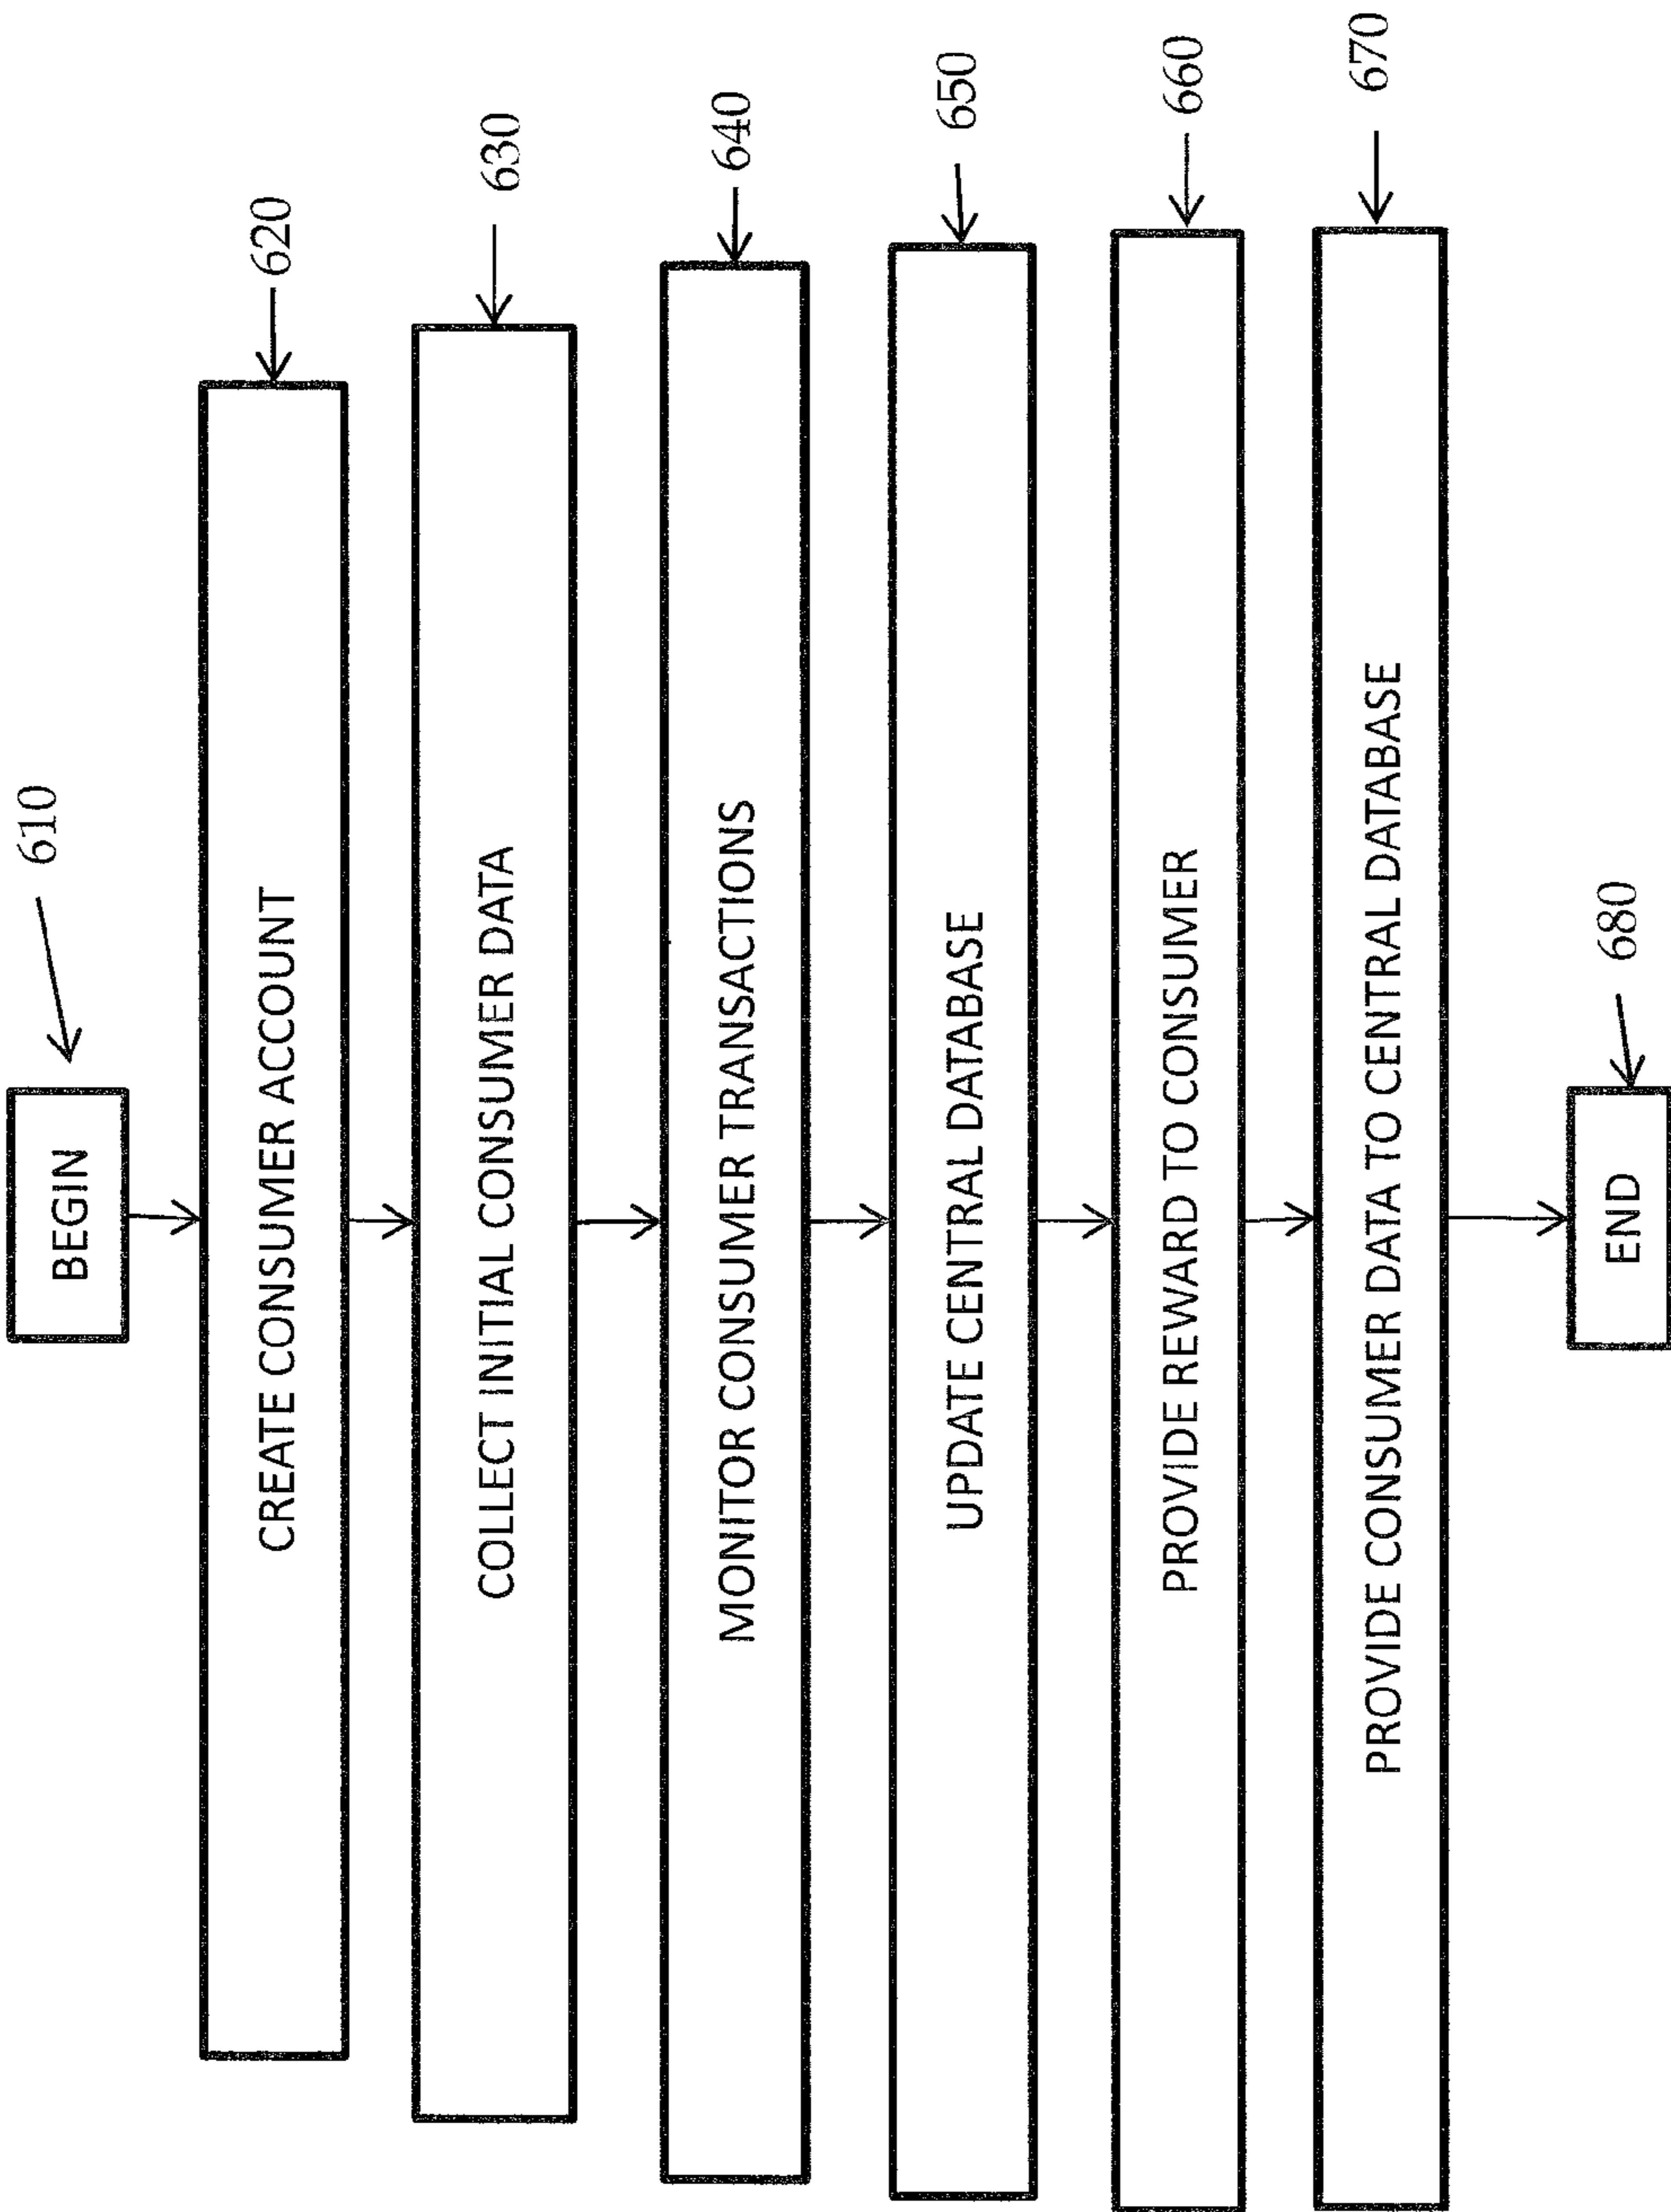 BEGIN
610
CREATE CONSUMER ACCOUNT
620
COLLECT INITIAL CONSUMER DATA
630
MONITOR CONSUMER TRANSACTIONS
640
UPDATE CENTRAL DATABASE
650
PROVIDE REWARD TO CONSUMER
660
PROVIDE CONSUMER DATA TO CENTRAL DATABASE
670
END
680